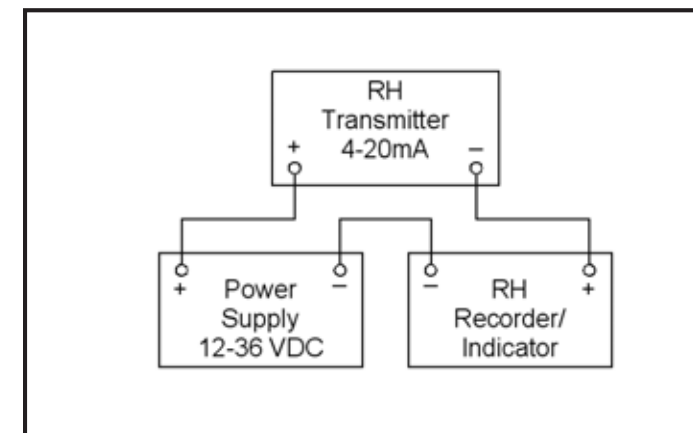 RH
Transmitter
4-20mA
+ –
+ –
Power
Supply
12-36 VDC
– +
RH
Recorder/
Indicator